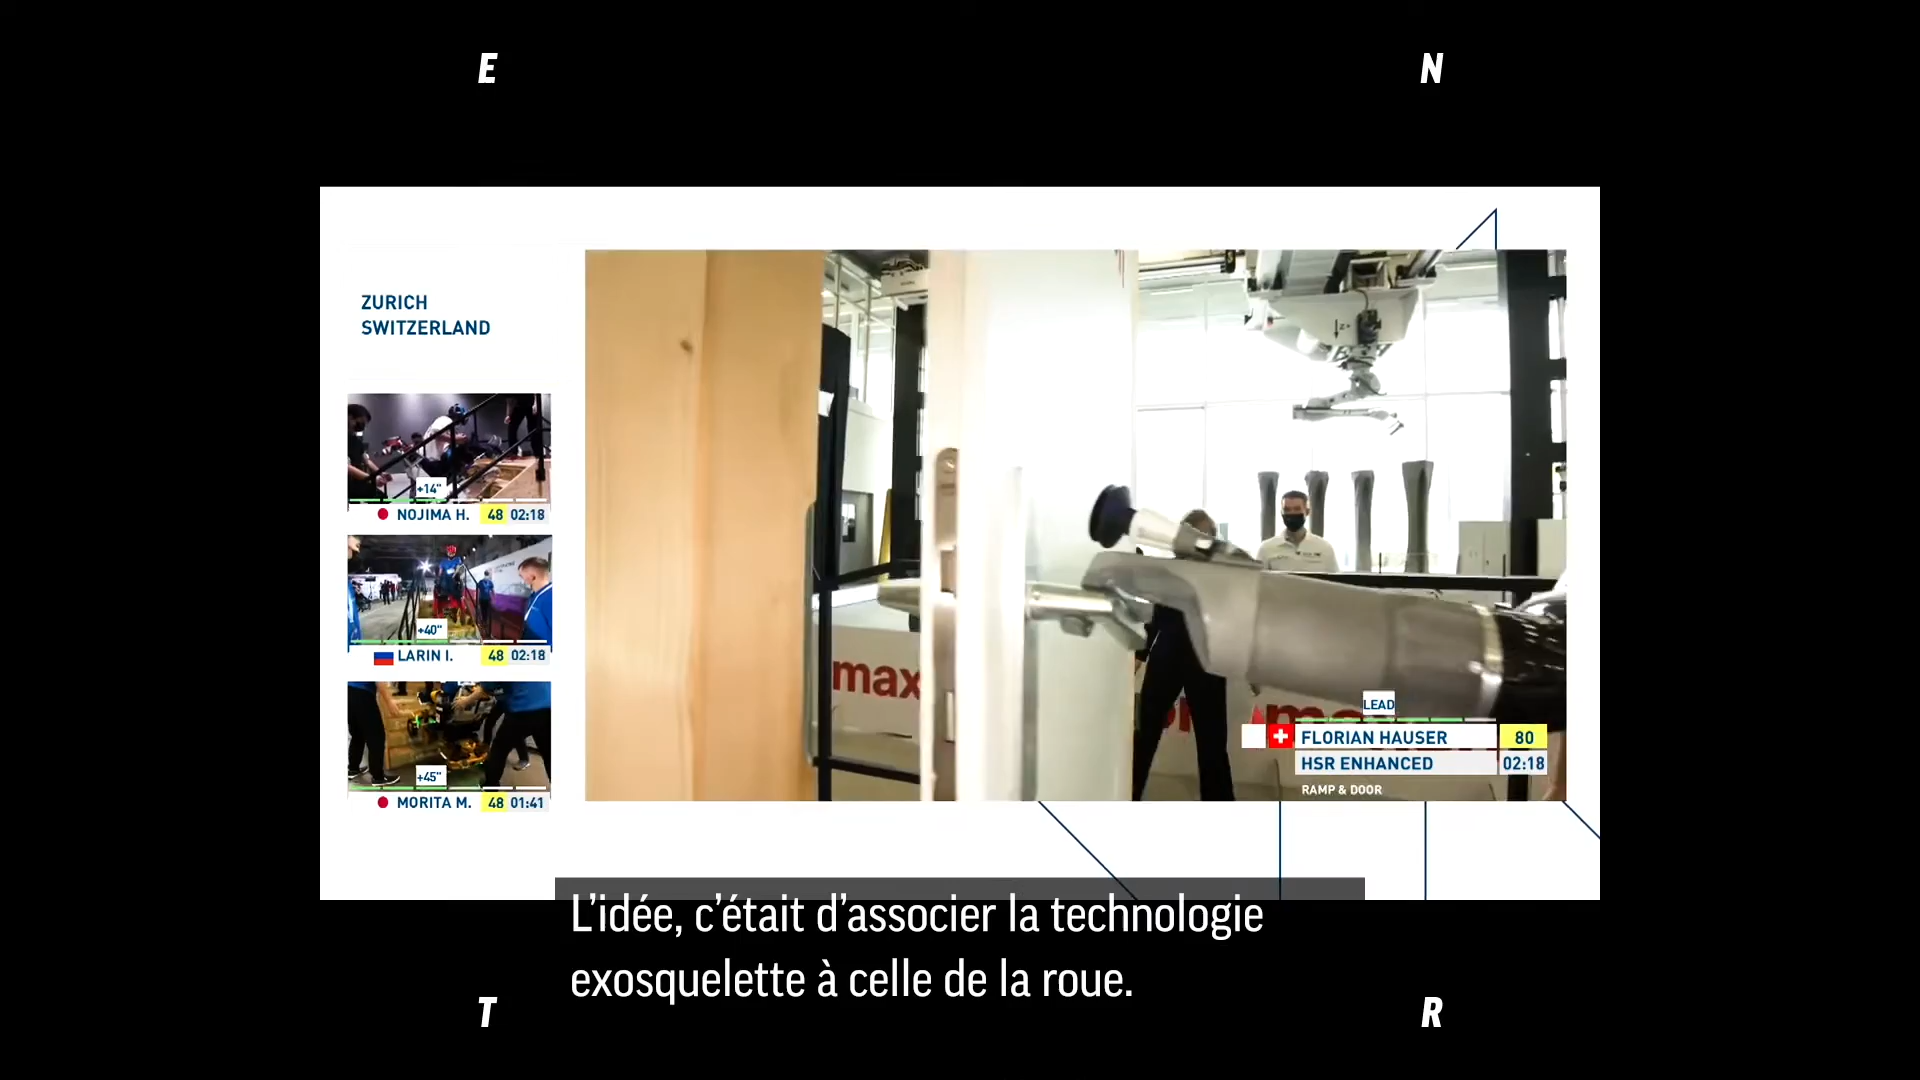 E
N
ZURICH
SWITZERLAND
+14"
NOJIMA H. 48 02:18
+40"
LARIN I. 48 02:18
+45"
MORITA M. 48 01:41
max
LEAD
FLORIAN HAUSER 80
HSR ENHANCED 02:18
RAMP & DOOR
L’idée, c’était d’associer la technologie
exosquelette à celle de la roue.
T
R